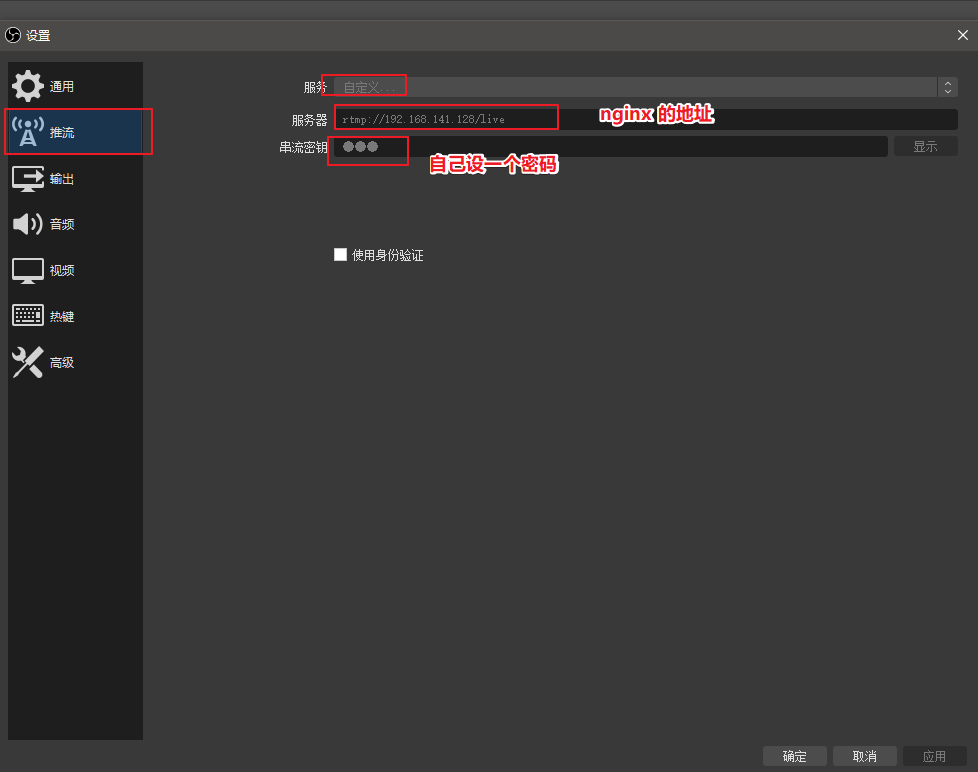 设置
通用
推流
输出
音频
视频
热键
高级
服务 自定义...
服务器 rtmp://192.168.141.128/live
nginx 的地址
串流密钥 ●●● 显示
自己设一个密码
使用身份验证
确定 取消 应用